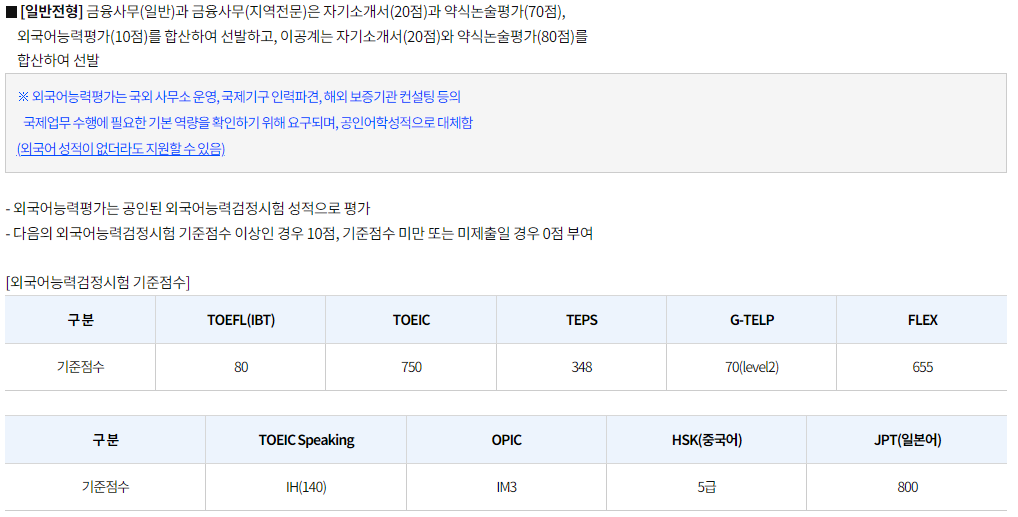 ■ [일반전형] 금융사무(일반)과 금융사무(지역전문)은 자기소개서(20점)과 약식논술평가(70점),
외국어능력평가(10점)를 합산하여 선발하고, 이공계는 자기소개서(20점)와 약식논술평가(80점)를
합산하여 선발
※ 외국어능력평가는 국외 사무소 운영, 국제기구 인력파견, 해외 보증기관 컨설팅 등의
국제업무 수행에 필요한 기본 역량을 확인하기 위해 요구되며, 공인어학성적으로 대체함
(외국어 성적이 없더라도 지원할 수 있음)
- 외국어능력평가는 공인된 외국어능력검정시험 성적으로 평가
- 다음의 외국어능력검정시험 기준점수 이상인 경우 10점, 기준점수 미만 또는 미제출일 경우 0점 부여
[외국어능력검정시험 기준점수]
구 분 TOEFL(IBT) TOEIC TEPS G-TELP FLEX
기준점수 80 750 348 70(level2) 655
구 분 TOEIC Speaking OPIC HSK(중국어) JPT(일본어)
기준점수 IH(140) IM3 5급 800